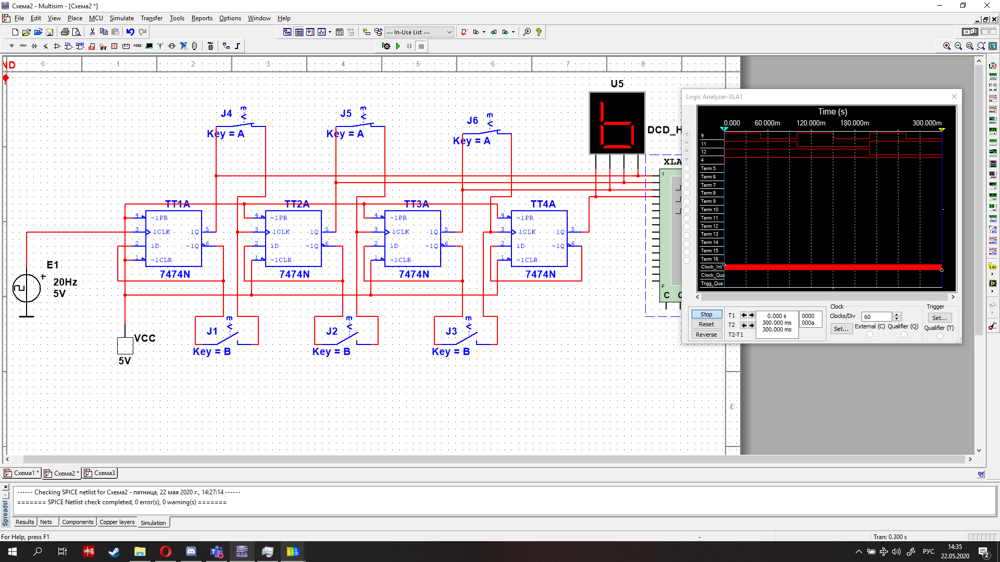 Схема2 - Multisim - [Схема2 *]
File Edit View Place MCU Simulate Transfer Tools Reports Options Window Help
--- In-Use List ---
ND
0 1 2 3 4 5 6 7 8
U5
J4
Key = A
J5
Key = A
J6
Key = A
DCD_H
XLA
1
F
C
TT1A
4 ~1PR
3 1CLK 1Q 5
2 1D ~1Q 6
1 ~1CLR
7474N
TT2A
4 ~1PR
3 1CLK 1Q 5
2 1D ~1Q 6
1 ~1CLR
7474N
TT3A
4 ~1PR
3 1CLK 1Q 5
2 1D ~1Q 6
1 ~1CLR
7474N
TT4A
4 ~1PR
3 1CLK 1Q 5
2 1D ~1Q 6
1 ~1CLR
7474N
E1
+
20Hz
5V
VCC
5V
J1
Key = B
J2
Key = B
J3
Key = B
E
Logic Analyzer-XLA1
Time (s)
0.000 60.000m 120.000m 180.000m 300.000m
9
11
12
4
Term 5
Term 6
Term 7
Term 8
Term 9
Term 10
Term 11
Term 12
Term 13
Term 14
Term 15
Term 16
Clock_Int
Clock_Qua
Trigg_Qua
Stop
Reset
Reverse
T1
T2
T2-T1
0.000 s
300.000 ms
300.000 ms
0000
000a
Clock
Clocks/Div 60
Set...
External (C) Qualifier (Q)
Trigger
Set...
Qualifier (T)
Схема1 * Схема2 * Схема3
------ Checking SPICE netlist for Схема2 - пятница, 22 мая 2020 г., 14:27:14 ------
======= SPICE Netlist check completed, 0 error(s), 0 warning(s) =======
Results Nets Components Copper layers Simulation
For Help, press F1
-
Tran: 0.300 s
РУС
14:35
22.05.2020
2